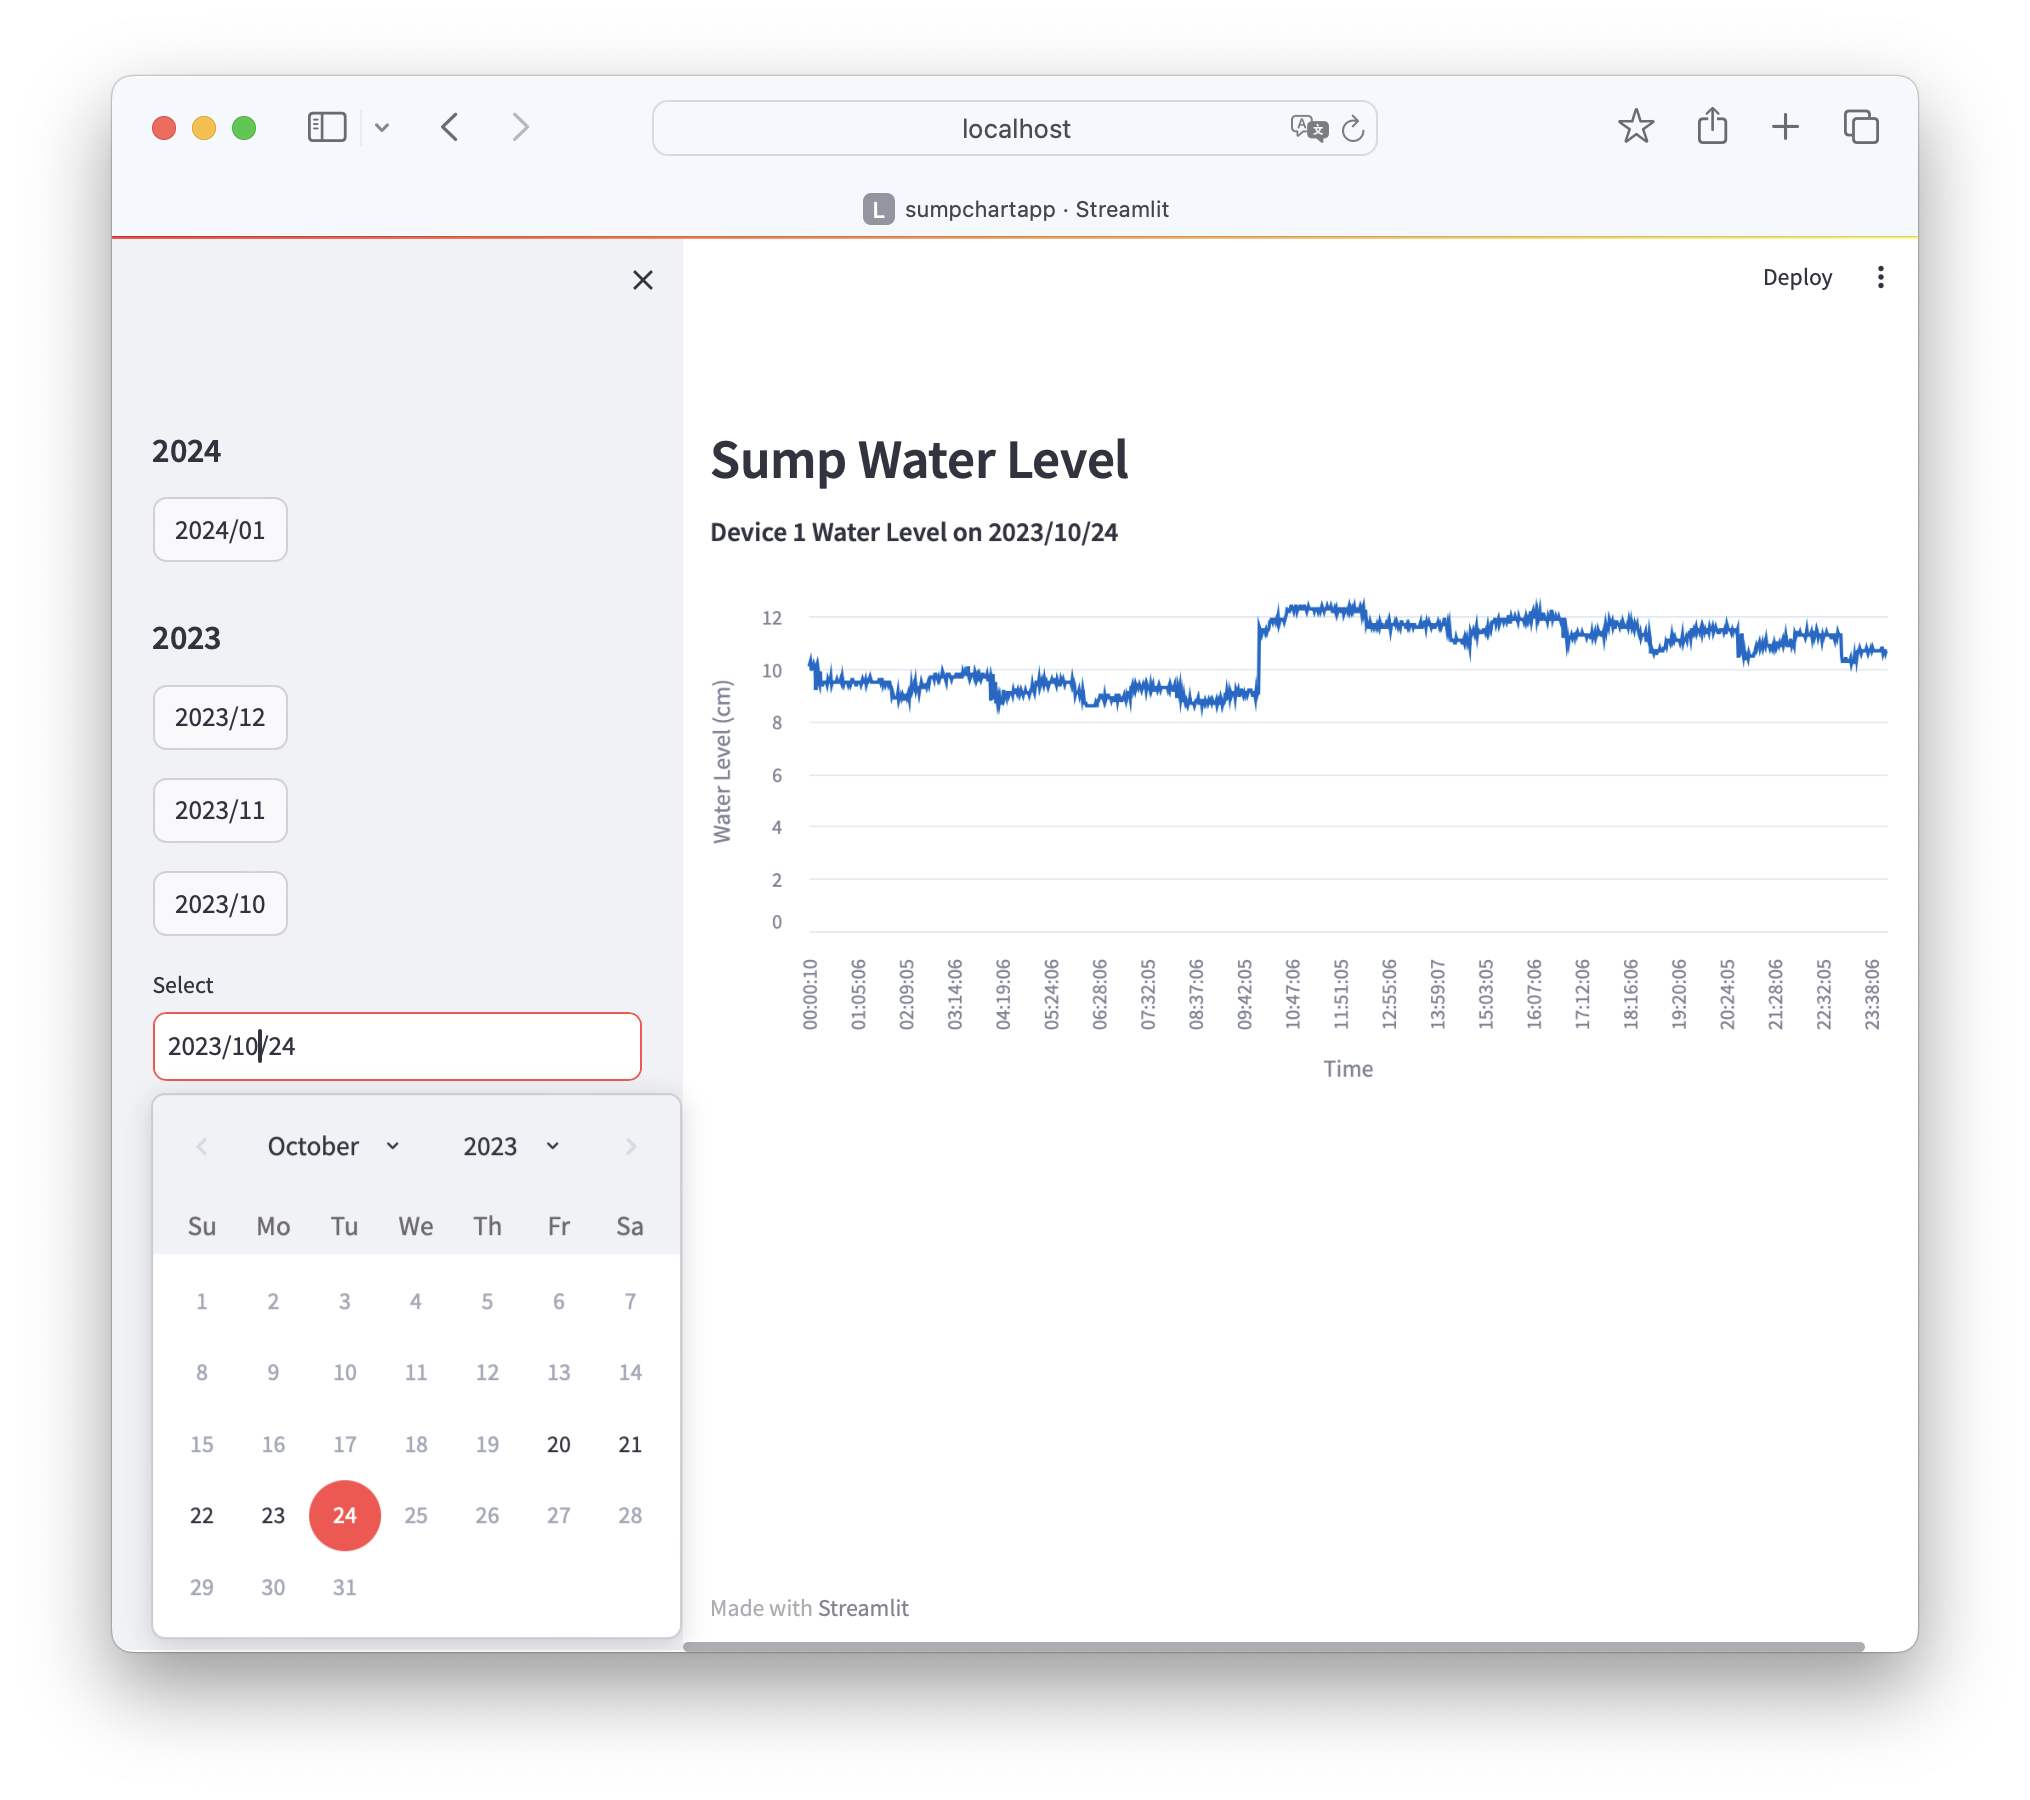 localhost
L sumpchartapp · Streamlit
Deploy
2024
2024/01
2023
2023/12
2023/11
2023/10
Select
2023/10/24
October 2023
Su Mo Tu We Th Fr Sa
1 2 3 4 5 6 7
8 9 10 11 12 13 14
15 16 17 18 19 20 21
22 23 24 25 26 27 28
29 30 31
Sump Water Level
Device 1 Water Level on 2023/10/24
Water Level (cm)
12
10
8
6
4
2
0
00:00:10 01:05:06 02:09:05 03:14:06 04:19:06 05:24:06 06:28:06 07:32:05 08:37:06 09:42:05 10:47:06 11:51:05 12:55:06 13:59:07 15:03:05 16:07:06 17:12:06 18:16:06 19:20:06 20:24:05 21:28:06 22:32:05 23:38:06
Time
Made with Streamlit